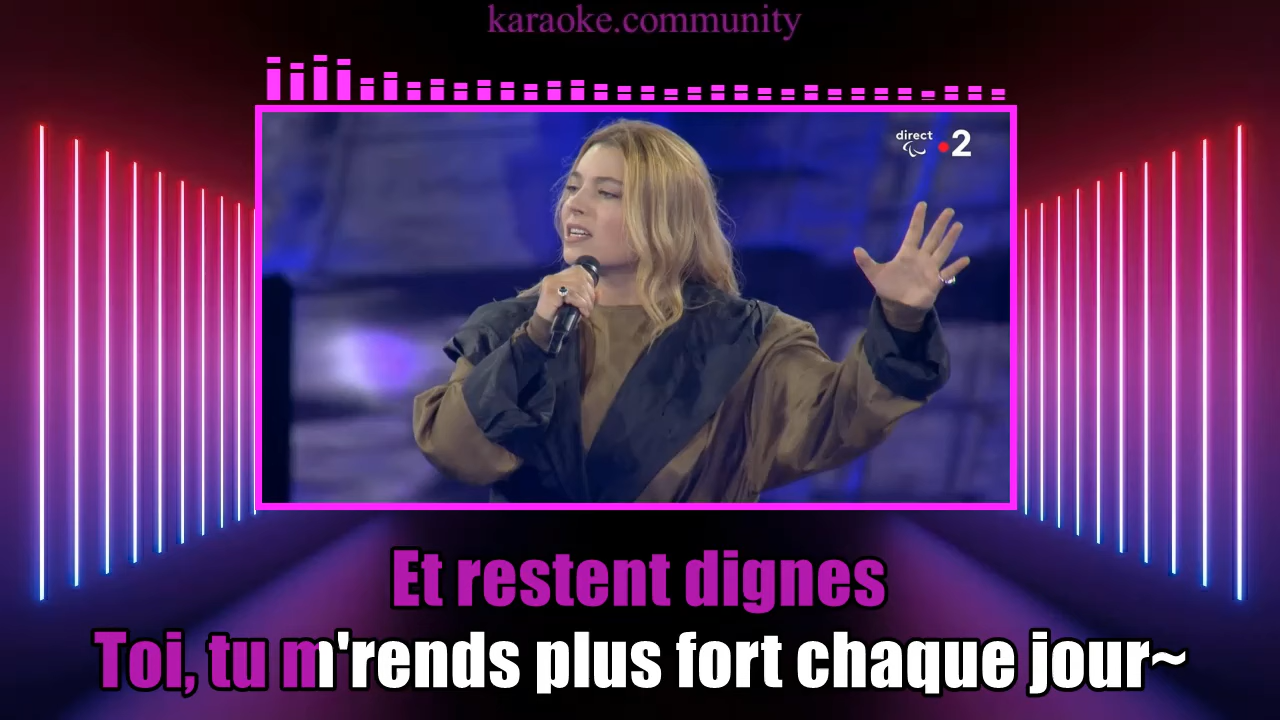 karaoke.community
direct
2
Et restent dignes
Toi, tu m'rends plus fort chaque jour~